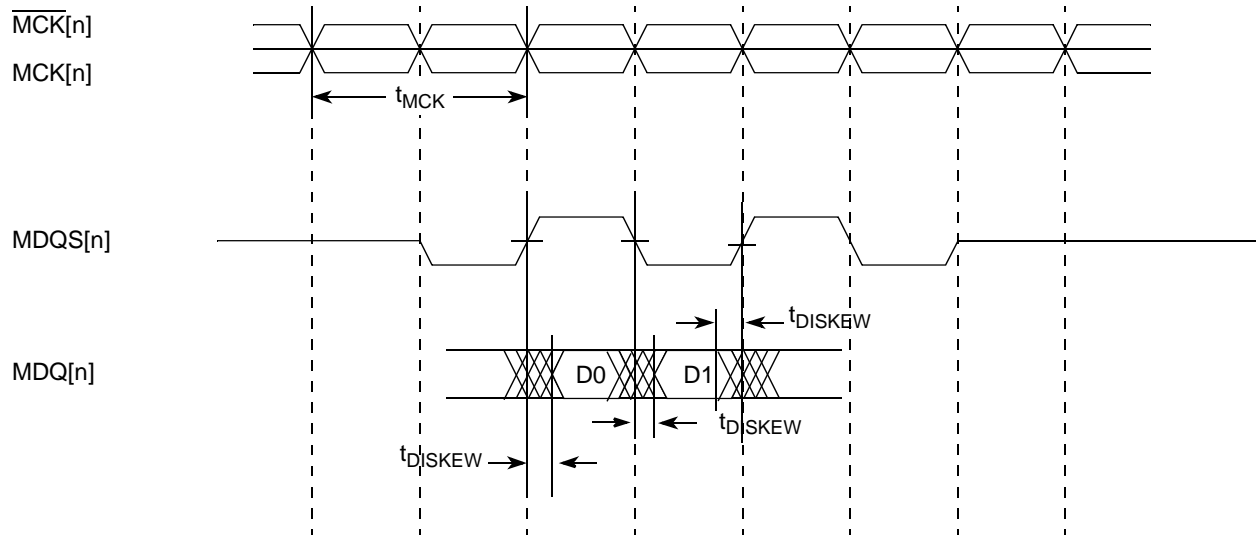 MCK[n]
MCK[n]
tMCK
MDQS[n]
tDISKEW
MDQ[n]
D0
D1
tDISKEW
tDISKEW